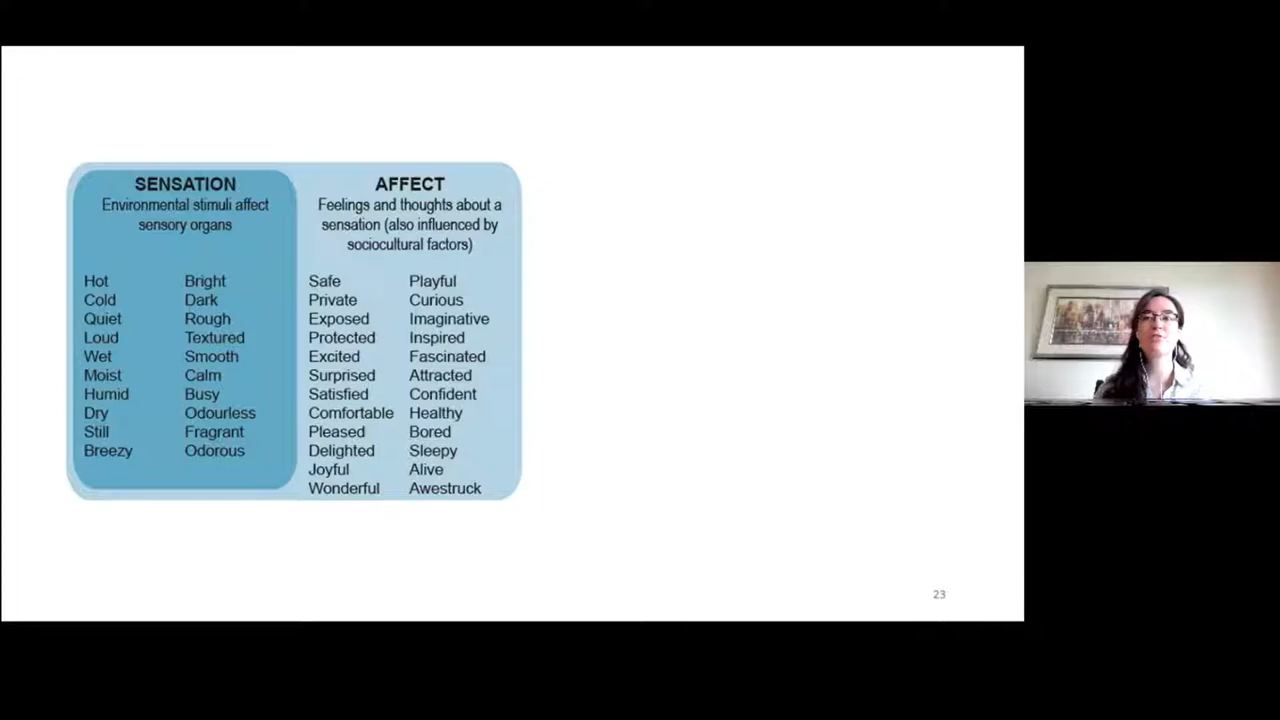 SENSATION
Environmental stimuli affect
sensory organs
Hot Bright
Cold Dark
Quiet Rough
Loud Textured
Wet Smooth
Moist Calm
Humid Busy
Dry Odourless
Still Fragrant
Breezy Odorous
AFFECT
Feelings and thoughts about a
sensation (also influenced by
sociocultural factors)
Safe Playful
Private Curious
Exposed Imaginative
Protected Inspired
Excited Fascinated
Surprised Attracted
Satisfied Confident
Comfortable Healthy
Pleased Bored
Delighted Sleepy
Joyful Alive
Wonderful Awestruck
23